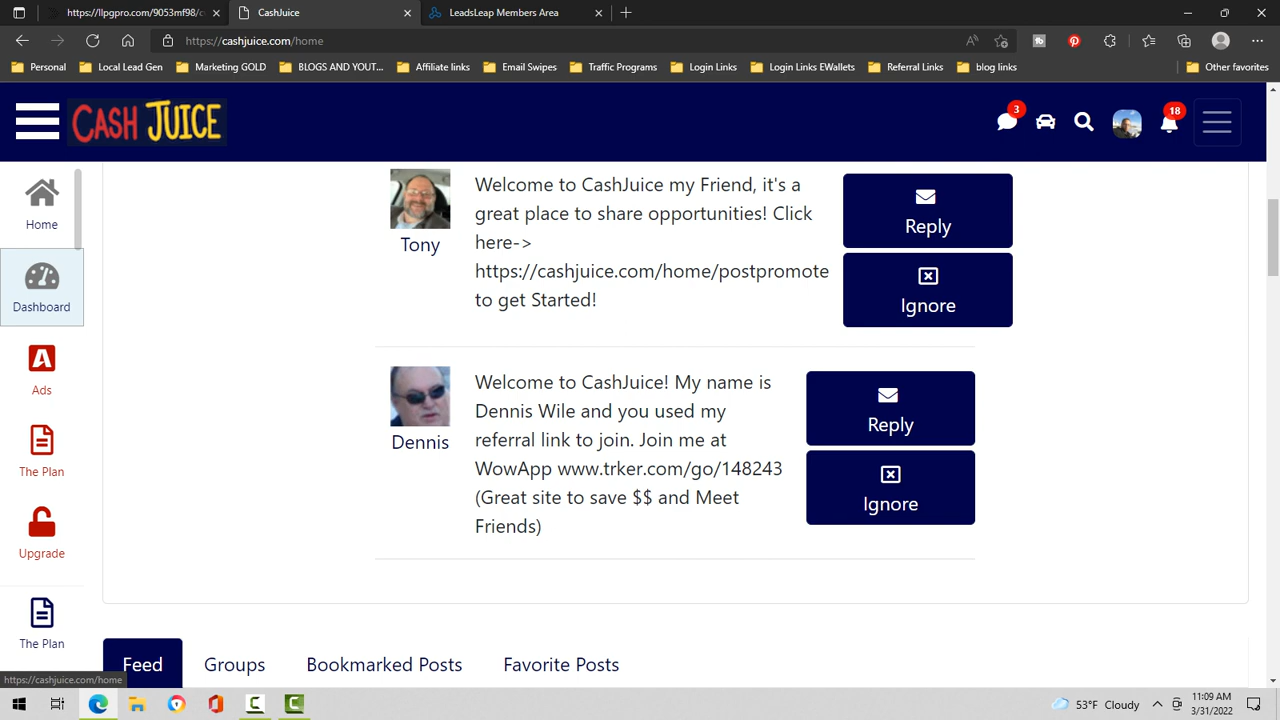 https://lpgpro.com/9053mf98/c
CashJuice
LeadsLeap Members Area
https://cashjuice.com/home
Personal
Local Lead Gen
Marketing GOLD
BLOGS AND YOUT...
Affiliate links
Email Swipes
Traffic Programs
Login Links
Login Links EWallets
Referral Links
blog links
Other favorites
CASH JUICE
3
18
Home
Dashboard
Ads
The Plan
Upgrade
The Plan
Tony
Welcome to CashJuice my Friend, it's a
great place to share opportunities! Click
here->
https://cashjuice.com/home/postpromote
to get Started!
Reply
Ignore
Dennis
Welcome to CashJuice! My name is
Dennis Wile and you used my
referral link to join. Join me at
WowApp www.trker.com/go/148243
(Great site to save $$ and Meet
Friends)
Reply
Ignore
Feed
Groups
Bookmarked Posts
Favorite Posts
https://cashjuice.com/home
53°F Cloudy
11:09 AM
3/31/2022